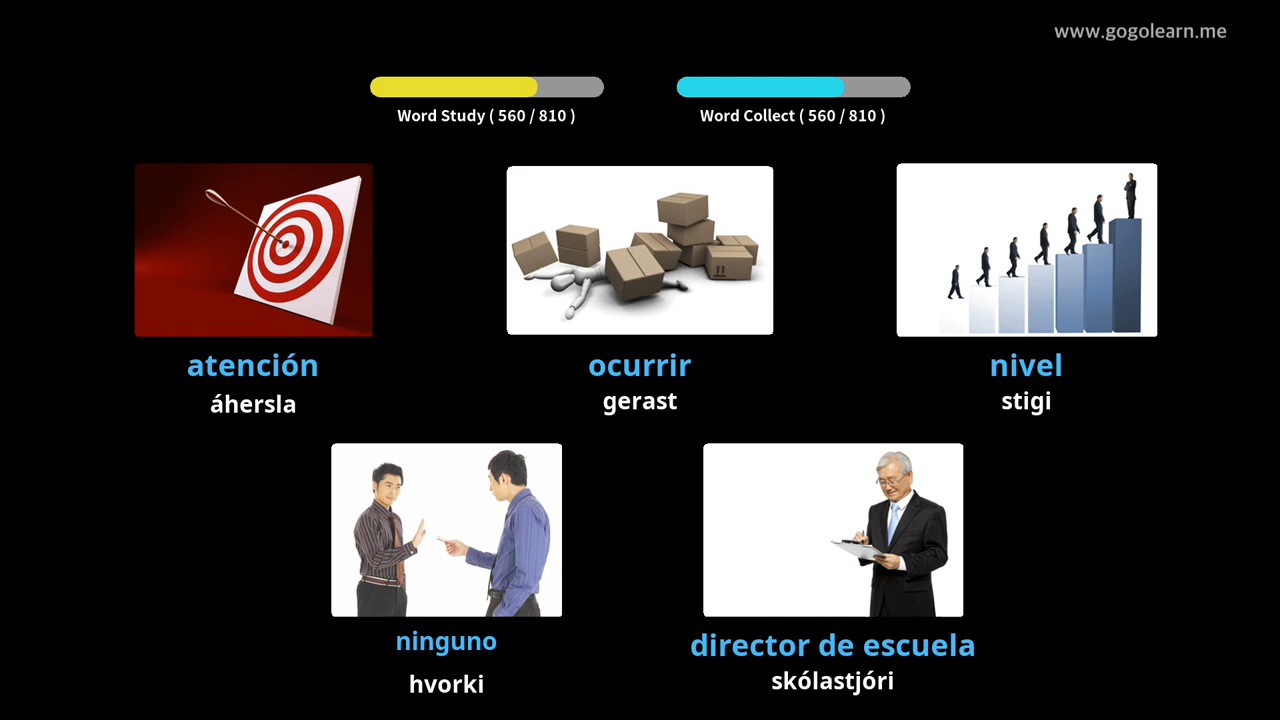 www.gogolearn.me
Word Study ( 560 / 810 )
Word Collect ( 560 / 810 )
atención
áhersla
ocurrir
gerast
nivel
stigi
ninguno
hvorki
director de escuela
skólastjóri